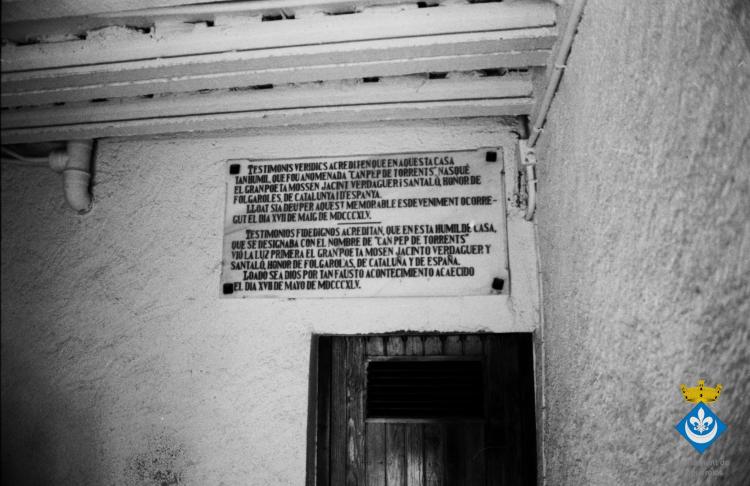 TESTIMONIS VERIDICS ACREDITEN QUE EN AQUESTA CASA
TAN HUMIL, QUE FOU ANOMENADA "CAN PEP DE TORRENTS", NASQUÉ
EL GRAN POETA MOSSEN JACINT VERDAGUER I SANTALÓ, HONOR DE
FOLGAROLES, DE CATALUNTA I D'ESPANYA.
LLOAT SIA DEU PER AQUEST MEMORABLE ESDEVENIMENT OCORRE-
GUT EL DIA XVII DE MAIG DE MDCCCXLV.
TESTIMONIOS FIDEDIGNOS ACREDITAN, QUE EN ESTA HUMILDE CASA,
QUE SE DESIGNABA CON EL NOMBRE DE "CAN PEP DE TORRENTS"
VIÓ LA LUZ PRIMERA EL GRAN POETA MOSEN JACINTO VERDAGUER Y
SANTALÓ, HONOR DE FOLGAROLAS, DE CATALUÑA Y DE ESPAÑA.
LOADO SEA DIOS POR TAN FAUSTO ACONTECIMIENTO ACAECIDO
EL DIA XVII DE MAYO DE MDCCCXLV.